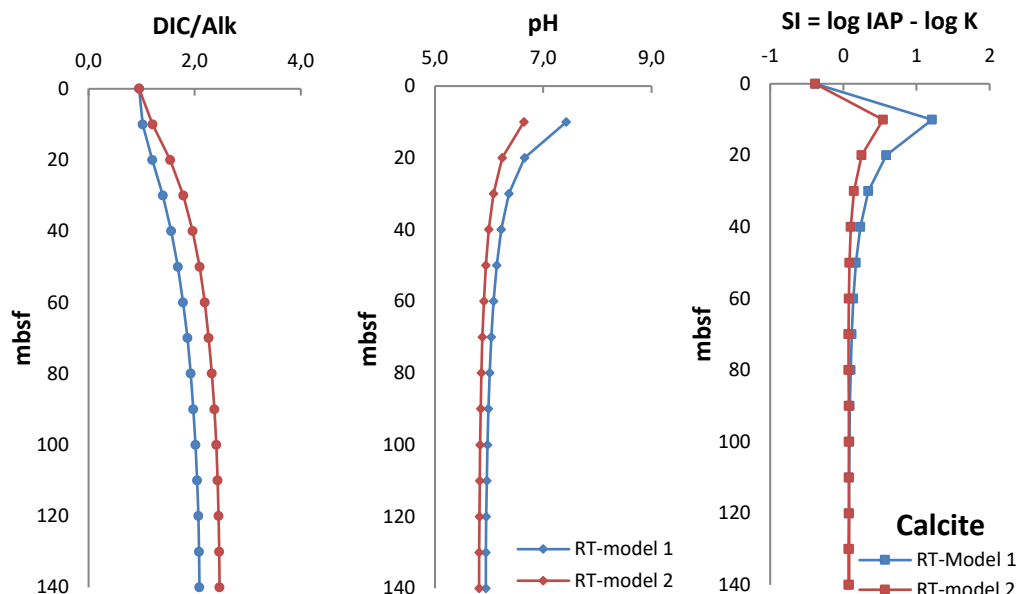 DIC/Alk
0,0 2,0 4,0
0
20
40
60
80
100
120
140
mbsf
pH
5,0 7,0 9,0
0
20
40
60
80
100
120
140
mbsf
RT-model 1
RT-model 2
SI = log IAP - log K
-1 0 1 2
0
20
40
60
80
100
120
140
mbsf
Calcite
RT-Model 1
RT-model 2